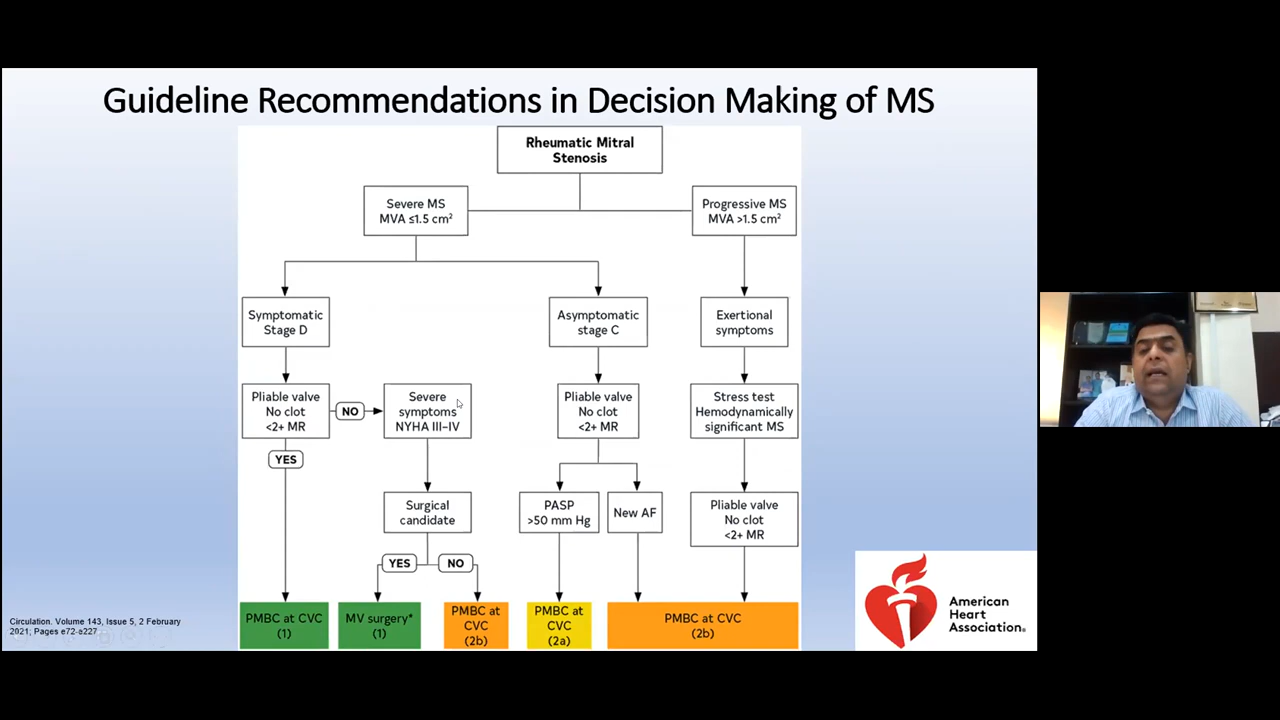 Guideline Recommendations in Decision Making of MS
Rheumatic Mitral
Stenosis
Severe MS
MVA ≤1.5 cm²
Progressive MS
MVA >1.5 cm²
Symptomatic
Stage D
Asymptomatic
stage C
Exertional
symptoms
Pliable valve
No clot
<2+ MR
NO
Severe
symptoms
NYHA III–IV
Pliable valve
No clot
<2+ MR
Stress test
Hemodynamically
significant MS
YES
Surgical
candidate
PASP
>50 mm Hg
New AF
Pliable valve
No clot
<2+ MR
YES
NO
PMBC at CVC
(1)
MV surgery*
(1)
PMBC at
CVC
(2b)
PMBC at
CVC
(2a)
PMBC at CVC
(2b)
Circulation. Volume 143, Issue 5, 2 February
2021; Pages e72-e227
American
Heart
Association®